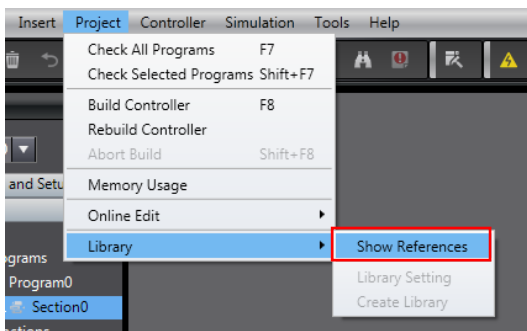 Insert Project Controller Simulation Tools Help
Check All Programs F7
Check Selected Programs Shift+F7
Build Controller F8
Rebuild Controller
Abort Build Shift+F8
and Setu
Memory Usage
Online Edit
Library Show References
ograms
Program0
Library Setting
Section0
Create Library